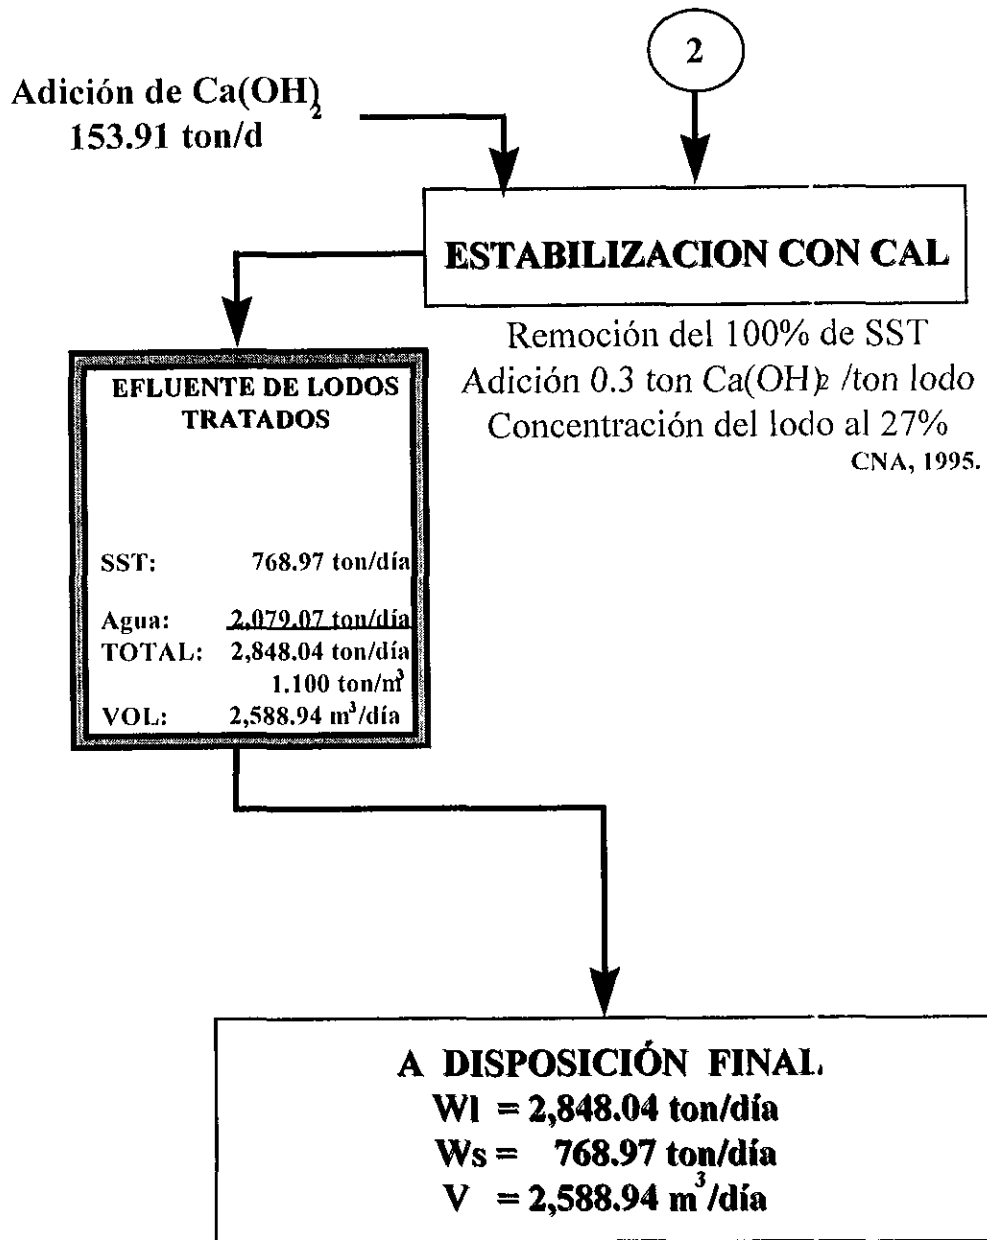 2
Adición de Ca(OH)2
153.91 ton/d
ESTABILIZACION CON CAL
Remoción del 100% de SST
Adición 0.3 ton Ca(OH)2 /ton lodo
Concentración del lodo al 27%
CNA, 1995.
EFLUENTE DE LODOS
TRATADOS
SST: 768.97 ton/día
Agua: 2,079.07 ton/día
TOTAL: 2,848.04 ton/día
1.100 ton/m³
VOL: 2,588.94 m³/día
A DISPOSICIÓN FINAL
Wl = 2,848.04 ton/día
Ws = 768.97 ton/día
V = 2,588.94 m³/día